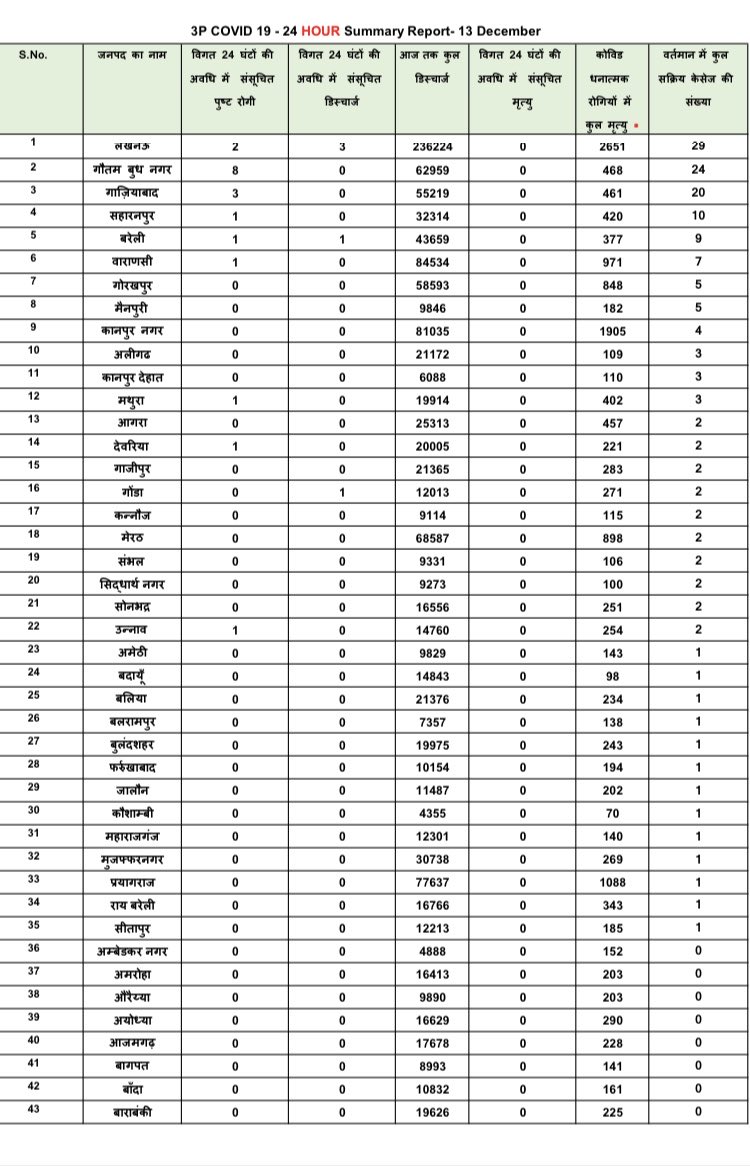 3P COVID 19 - 24 HOUR Summary Report- 13 December
S.No. जनपद का नाम विगत 24 घंटों की अवधि में संसूचित पुष्ट रोगी विगत 24 घंटों की अवधि में संसूचित डिस्चार्ज आज तक कुल डिस्चार्ज विगत 24 घंटों की अवधि में संसूचित मृत्यु कोविड धनात्मक रोगियों में कुल मृत्यु वर्तमान में कुल सक्रिय केसेज की संख्या
1 लखनऊ 2 3 236224 0 2651 29
2 गौतम बुध नगर 8 0 62959 0 468 24
3 गाज़ियाबाद 3 0 55219 0 461 20
4 सहारनपुर 1 0 32314 0 420 10
5 बरेली 1 1 43659 0 377 9
6 वाराणसी 1 0 84534 0 971 7
7 गोरखपुर 0 0 58593 0 848 5
8 मैनपुरी 0 0 9846 0 182 5
9 कानपुर नगर 0 0 81035 0 1905 4
10 अलीगढ 0 0 21172 0 109 3
11 कानपुर देहात 0 0 6088 0 110 3
12 मथुरा 1 0 19914 0 402 3
13 आगरा 0 0 25313 0 457 2
14 देवरिया 1 0 20005 0 221 2
15 गाजीपुर 0 0 21365 0 283 2
16 गोंडा 0 1 12013 0 271 2
17 कन्नौज 0 0 9114 0 115 2
18 मेरठ 0 0 68587 0 898 2
19 संभल 0 0 9331 0 106 2
20 सिद्धार्थ नगर 0 0 9273 0 100 2
21 सोनभद्र 0 0 16556 0 251 2
22 उन्नाव 1 0 14760 0 254 2
23 अमेठी 0 0 9829 0 143 1
24 बदायूँ 0 0 14843 0 98 1
25 बलिया 0 0 21376 0 234 1
26 बलरामपुर 0 0 7357 0 138 1
27 बुलंदशहर 0 0 19975 0 243 1
28 फर्रुखाबाद 0 0 10154 0 194 1
29 जालौन 0 0 11487 0 202 1
30 कौशाम्बी 0 0 4355 0 70 1
31 महाराजगंज 0 0 12301 0 140 1
32 मुजफ्फरनगर 0 0 30738 0 269 1
33 प्रयागराज 0 0 77637 0 1088 1
34 राय बरेली 0 0 16766 0 343 1
35 सीतापुर 0 0 12213 0 185 1
36 अम्बेडकर नगर 0 0 4888 0 152 0
37 अमरोहा 0 0 16413 0 203 0
38 औरैय्या 0 0 9890 0 203 0
39 अयोध्या 0 0 16629 0 290 0
40 आजमगढ़ 0 0 17678 0 228 0
41 बागपत 0 0 8993 0 141 0
42 बाँदा 0 0 10832 0 161 0
43 बाराबंकी 0 0 19626 0 225 0